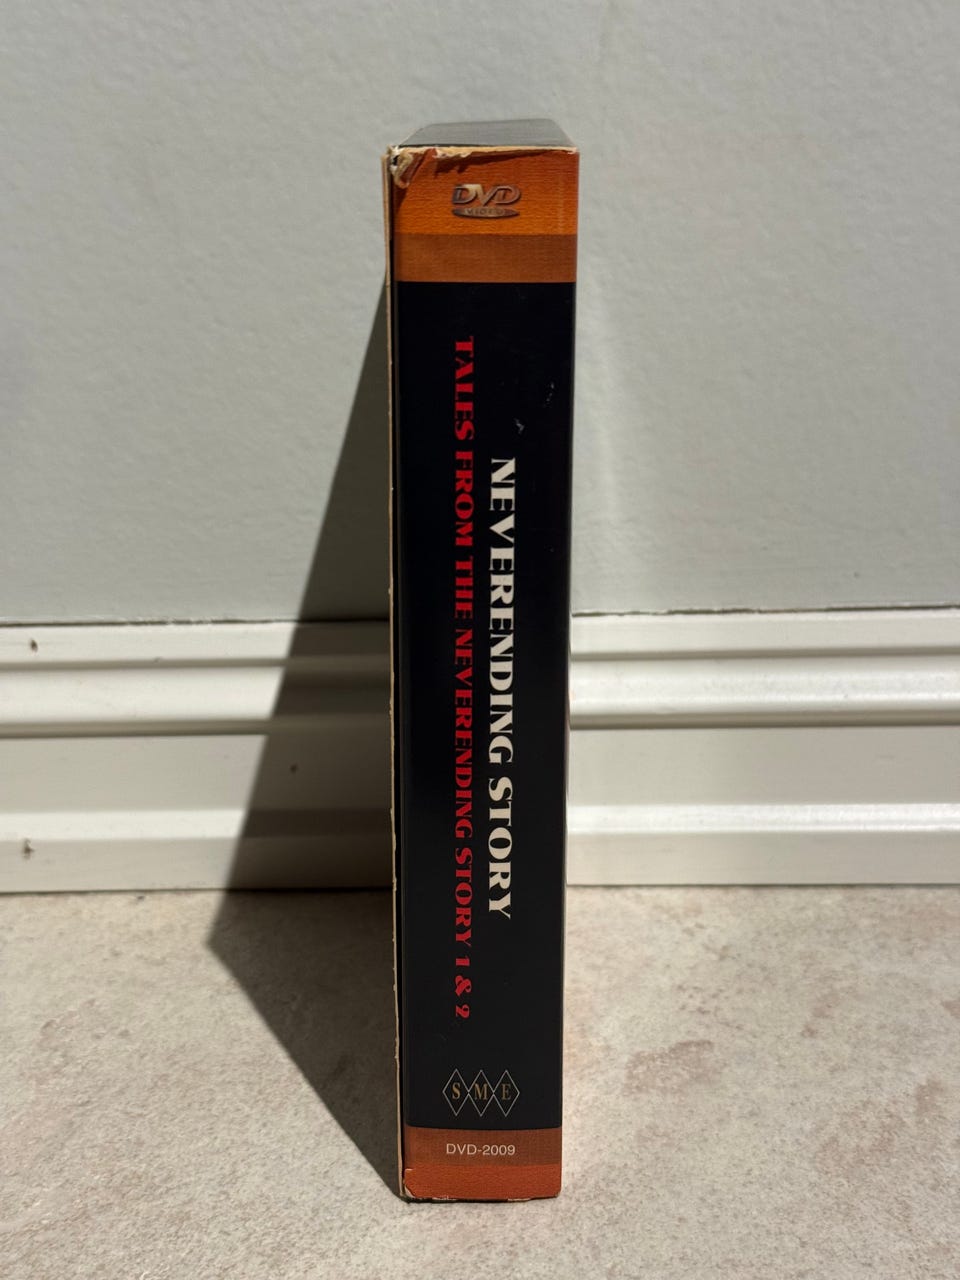 DVD
VIDEO
NEVERENDING STORY
TALES FROM THE NEVERENDING STORY 1 & 2
S M E
DVD-2009